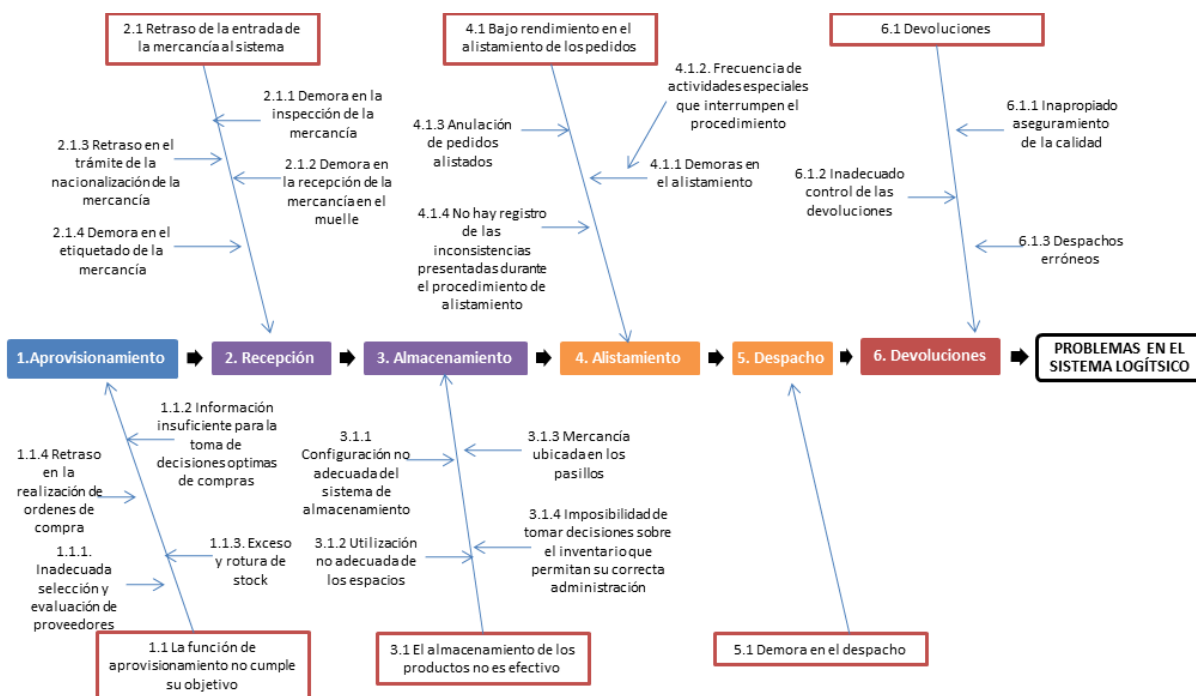 2.1 Retraso de la entrada de
la mercancía al sistema
4.1 Bajo rendimiento en el
alistamiento de los pedidos
6.1 Devoluciones
2.1.1 Demora en la
inspección de la
mercancía
2.1.3 Retraso en el
trámite de la
nacionalización de la
mercancía
2.1.2 Demora en
la recepción de la
mercancía en el
muelle
2.1.4 Demora en el
etiquetado de la
mercancía
4.1.2. Frecuencia de
actividades especiales
que interrumpen el
procedimiento
4.1.3 Anulación
de pedidos
alistados
4.1.1 Demoras en
el alistamiento
4.1.4 No hay registro
de las
inconsistencias
presentadas durante
el procedimiento de
alistamiento
6.1.1 Inapropiado
aseguramiento
de la calidad
6.1.2 Inadecuado
control de las
devoluciones
6.1.3 Despachos
erróneos
1.Aprovisionamiento
2. Recepción
3. Almacenamiento
4. Alistamiento
5. Despacho
6. Devoluciones
PROBLEMAS EN EL
SISTEMA LOGÍTSICO
1.1.2 Información
insuficiente para la
toma de
decisiones optimas
de compras
1.1.4 Retraso
en la
realización de
ordenes de
compra
1.1.3. Exceso
y rotura de
stock
1.1.1.
Inadecuada
selección y
evaluación de
proveedores
3.1.1
Configuración no
adecuada del
sistema de
almacenamiento
3.1.3 Mercancía
ubicada en los
pasillos
3.1.2 Utilización
no adecuada de
los espacios
3.1.4 Imposibilidad de
tomar decisiones sobre
el inventario que
permitan su correcta
administración
1.1 La función de
aprovisionamiento no cumple
su objetivo
3.1 El almacenamiento de los
productos no es efectivo
5.1 Demora en el despacho